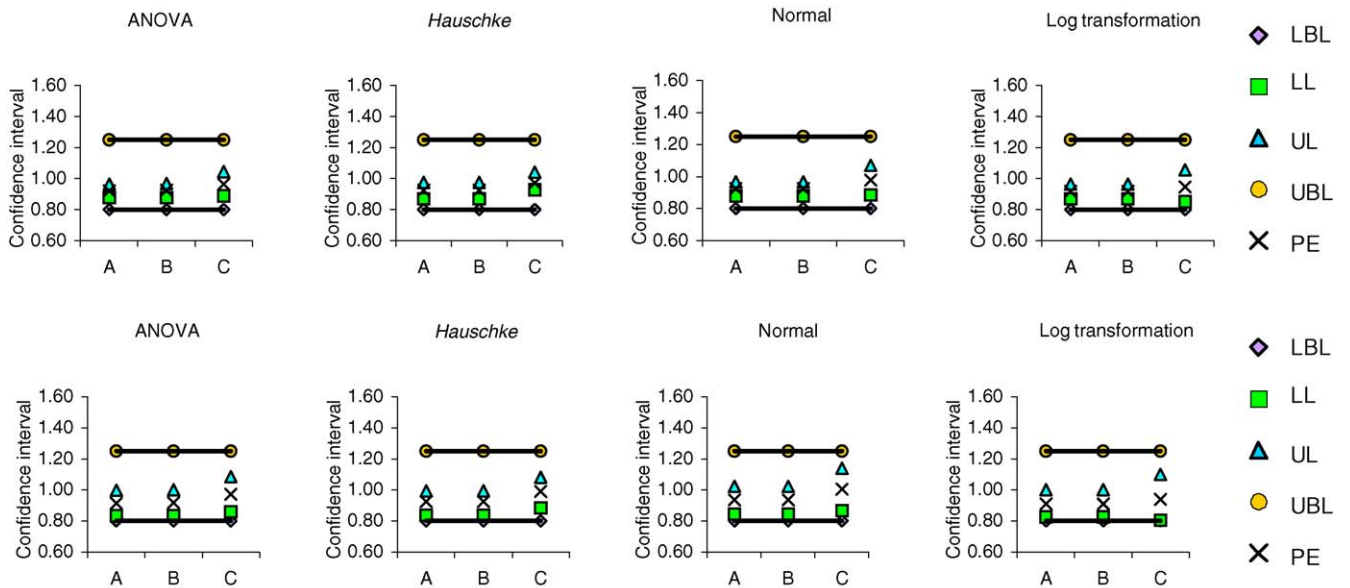 ANOVA
Hauschke
Normal
Log transformation
LBL
LL
UL
UBL
PE
Confidence interval
1.60
1.40
1.20
1.00
0.80
0.60
A B C
Confidence interval
1.60
1.40
1.20
1.00
0.80
0.60
A B C
Confidence interval
1.60
1.40
1.20
1.00
0.80
0.60
A B C
Confidence interval
1.60
1.40
1.20
1.00
0.80
0.60
A B C
ANOVA
Hauschke
Normal
Log transformation
LBL
LL
UL
UBL
PE
Confidence interval
1.60
1.40
1.20
1.00
0.80
0.60
A B C
Confidence interval
1.60
1.40
1.20
1.00
0.80
0.60
A B C
Confidence interval
1.60
1.40
1.20
1.00
0.80
0.60
A B C
Confidence interval
1.60
1.40
1.20
1.00
0.80
0.60
A B C